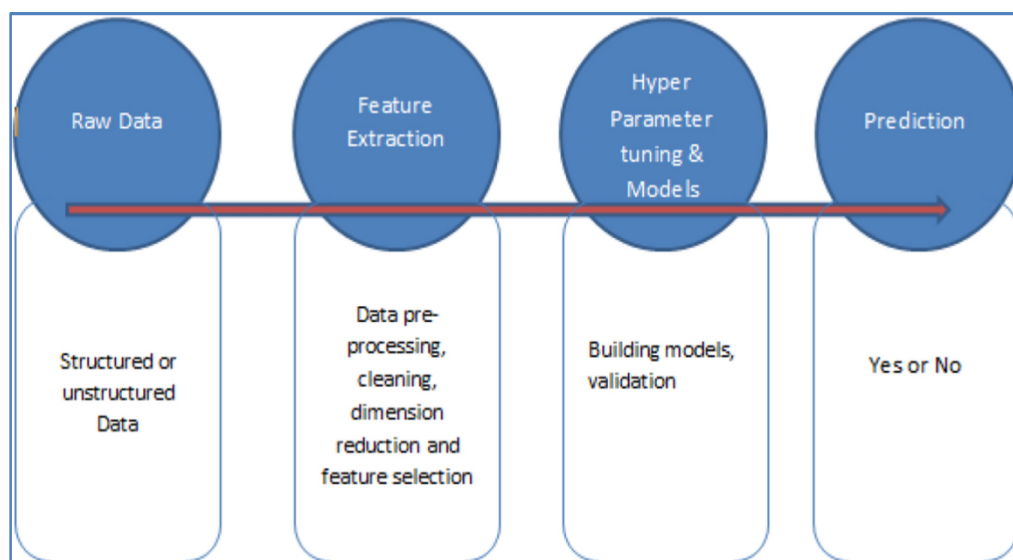 Raw Data
Feature
Extraction
Hyper
Parameter
tuning &
Models
Prediction
Structured or
unstructured
Data
Data pre-
processing,
cleaning,
dimension
reduction and
feature selection
Building models,
validation
Yes or No